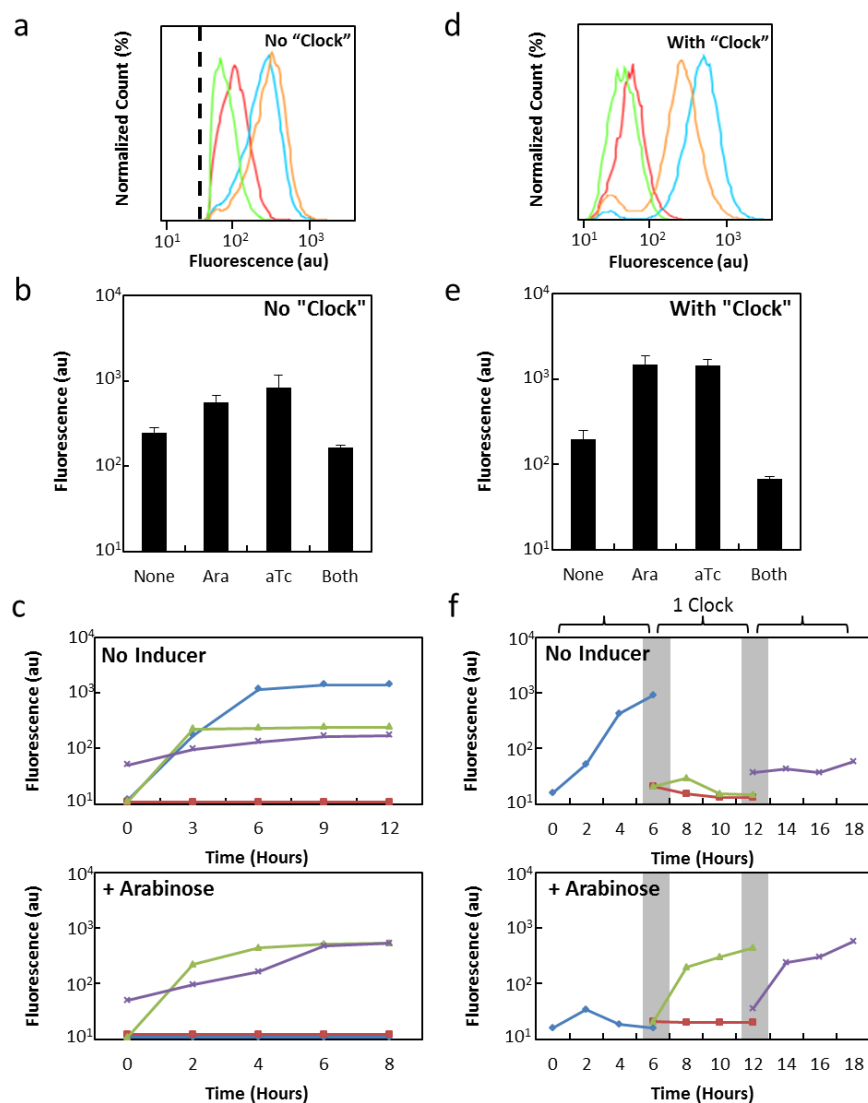 a
Normalized Count (%)
No “Clock”
10¹ 10² 10³
Fluorescence (au)
b
Fluorescence (au)
10⁴
10³
10²
10¹
No "Clock"
None Ara aTc Both
c
Fluorescence (au)
10⁴
10³
10²
10¹
No Inducer
0 3 6 9 12
Time (Hours)
Fluorescence (au)
10⁴
10³
10²
10¹
+ Arabinose
0 2 4 6 8
Time (Hours)
d
Normalized Count (%)
With “Clock”
10¹ 10² 10³
Fluorescence (au)
e
Fluorescence (au)
10⁴
10³
10²
10¹
With "Clock"
None Ara aTc Both
f
1 Clock
Fluorescence (au)
10⁴
10³
10²
10¹
No Inducer
0 2 4 6 8 10 12 14 16 18
Time (Hours)
Fluorescence (au)
10⁴
10³
10²
10¹
+ Arabinose
0 2 4 6 8 10 12 14 16 18
Time (Hours)